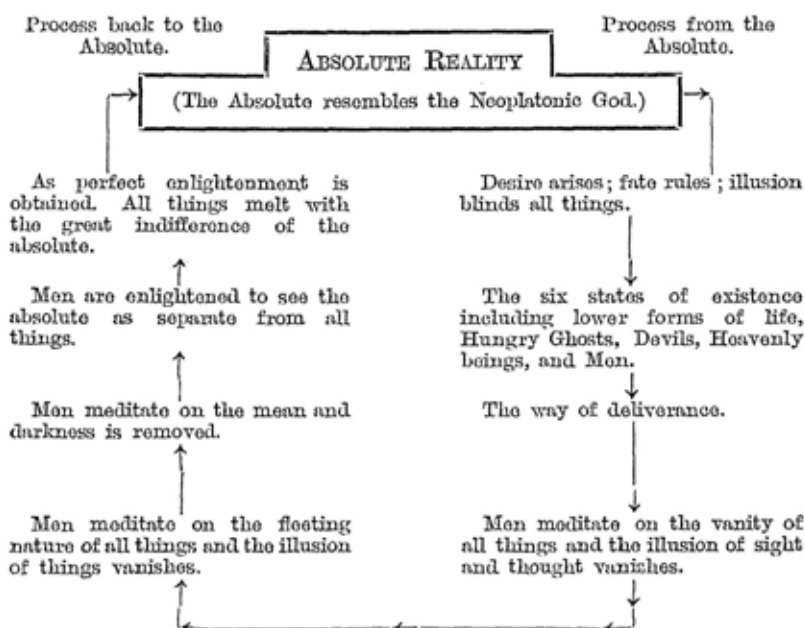 Process back to the
Absolute.
Process from the
Absolute.
ABSOLUTE REALITY
(The Absolute resembles the Neoplatonic God.)
As perfect enlightenment is
obtained. All things melt with
the great indifference of the
absolute.
Men are enlightened to see the
absolute as separate from all
things.
Men meditate on the mean and
darkness is removed.
Men meditate on the fleeting
nature of all things and the illusion
of things vanishes.
Desire arises; fate rules; illusion
blinds all things.
The six states of existence
including lower forms of life,
Hungry Ghosts, Devils, Heavenly
beings, and Men.
The way of deliverance.
Men meditate on the vanity of
all things and the illusion of sight
and thought vanishes.